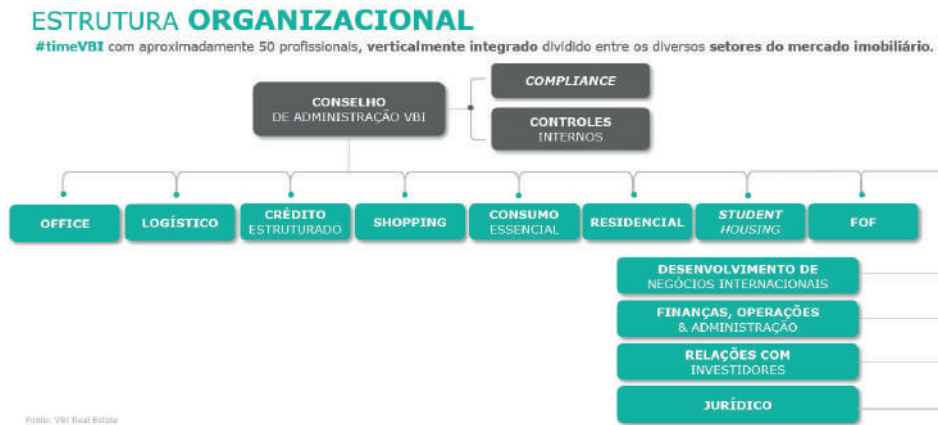 ESTRUTURA ORGANIZACIONAL
#timeVBI com aproximadamente 50 profissionais, verticalmente integrado dividido entre os diversos setores do mercado imobiliário.
COMPLIANCE
CONSELHO
DE ADMINISTRAÇÃO VBI
CONTROLES
INTERNOS
OFFICE
LOGÍSTICO
CRÉDITO
ESTRUTURADO
SHOPPING
CONSUMO
ESSENCIAL
RESIDENCIAL
STUDENT
HOUSING
FOF
DESENVOLVIMENTO DE
NEGÓCIOS INTERNACIONAIS
FINANÇAS, OPERAÇÕES
& ADMINISTRAÇÃO
RELAÇÕES COM
INVESTIDORES
JURÍDICO
Fonte: VBI Real Estate